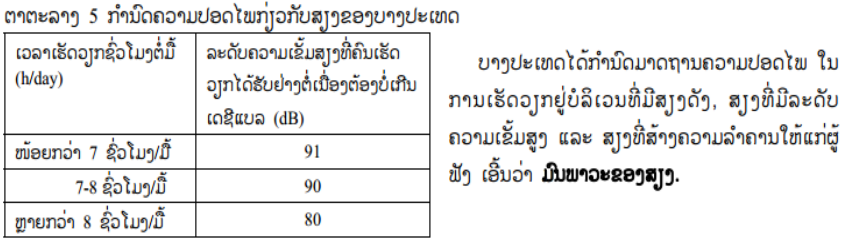 ຕາຕະລາງ 5 ກຳນົດຄວາມປອດໄພກ່ຽວກັບສຽງຂອງບາງປະເທດ
ເວລາເຮັດວຽກຊົ່ວໂມງຕໍ່ມື້
(h/day)
ລະດັບຄວາມເຂັ້ມສຽງທີ່ຄົນເຮັດ
ວຽກໄດ້ຮັບຢ່າງຕໍ່ເນື່ອງຕ້ອງບໍ່ເກີນ
ເດຊີແບລ (dB)
ໜ້ອຍກວ່າ 7 ຊົ່ວໂມງ/ມື້ 91
7-8 ຊົ່ວໂມງ/ມື້ 90
ຫຼາຍກວ່າ 8 ຊົ່ວໂມງ/ມື້ 80
ບາງປະເທດໄດ້ກຳນົດມາດຖານຄວາມປອດໄພ ໃນ
ການເຮັດວຽກຢູ່ບໍລິເວນທີ່ມີສຽງດັງ, ສຽງທີ່ມີລະດັບ
ຄວາມເຂັ້ມສູງ ແລະ ສຽງທີ່ສ້າງຄວາມລຳຄານໃຫ້ແກ່ຜູ້
ຟັງ ເອີ້ນວ່າ ມົນພາວະຂອງສຽງ.